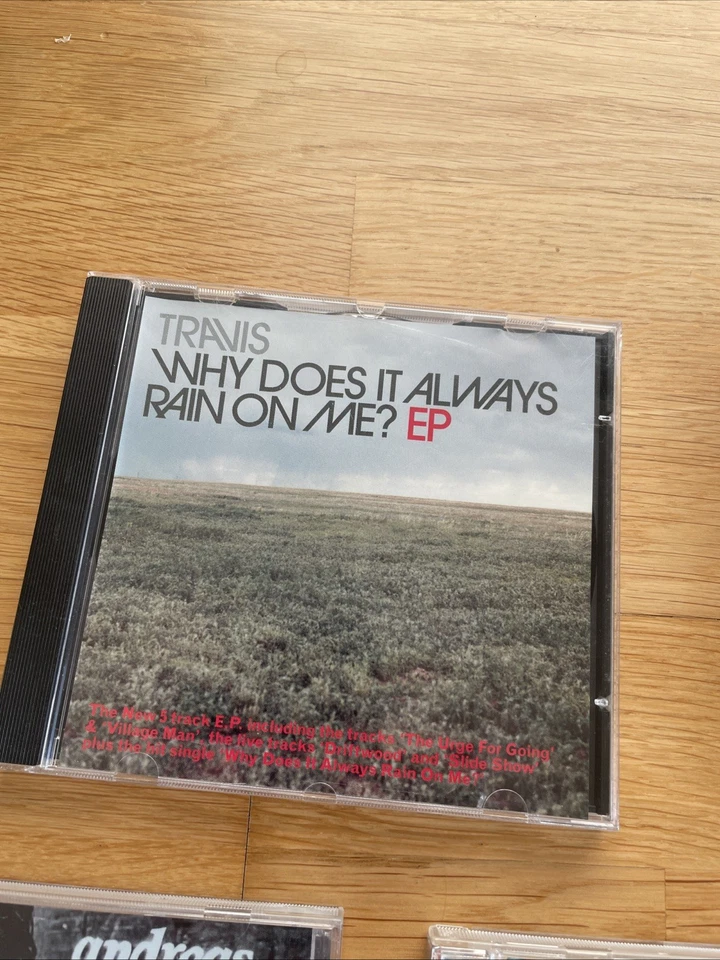 TRAVIS
WHY DOES IT ALWAYS
RAIN ON ME? EP
The New 5 track E.P. including the tracks 'The Urge For Going'
& 'Village Man' the live tracks 'Driftwood' and 'Slide Show'
plus the hit single 'Why Does It Always Rain On Me?'
andreas